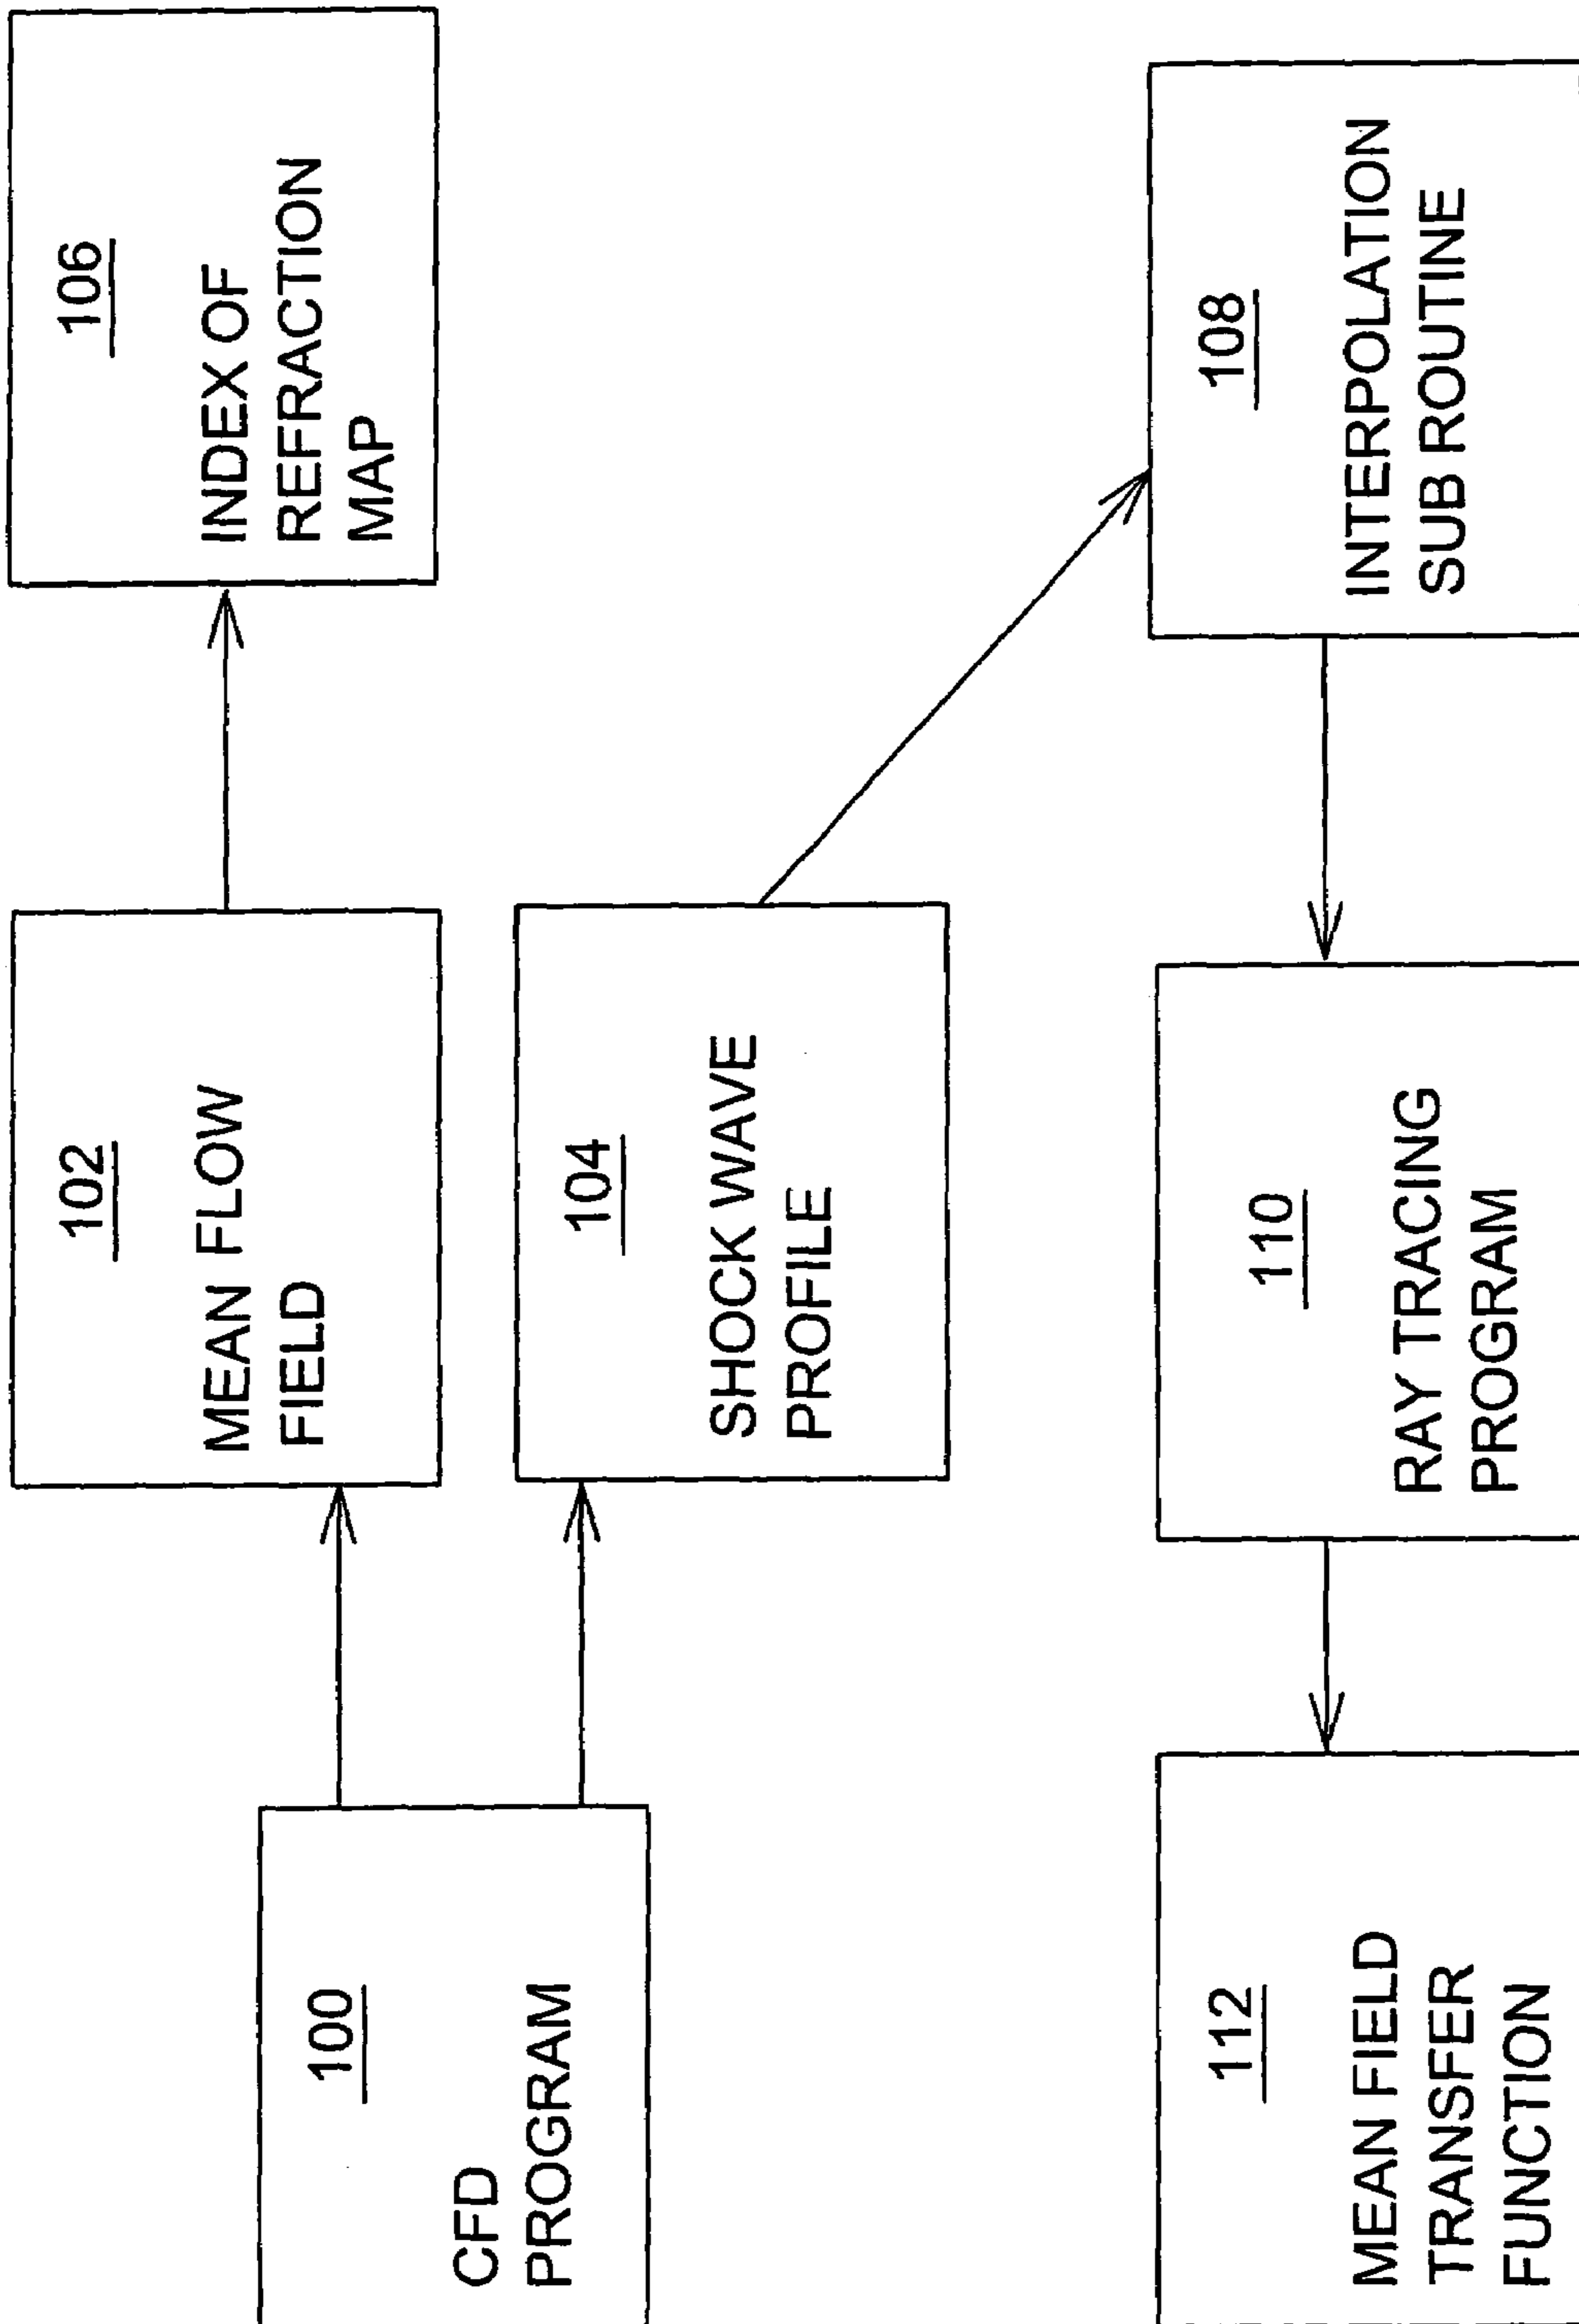 100
CFD
PROGRAM
102
MEAN FLOW
FIELD
104
SHOCK WAVE
PROFILE
106
INDEX OF
REFRACTION
MAP
108
INTERPOLATION
SUB ROUTINE
110
RAY TRACING
PROGRAM
112
MEAN FIELD
TRANSFER
FUNCTION